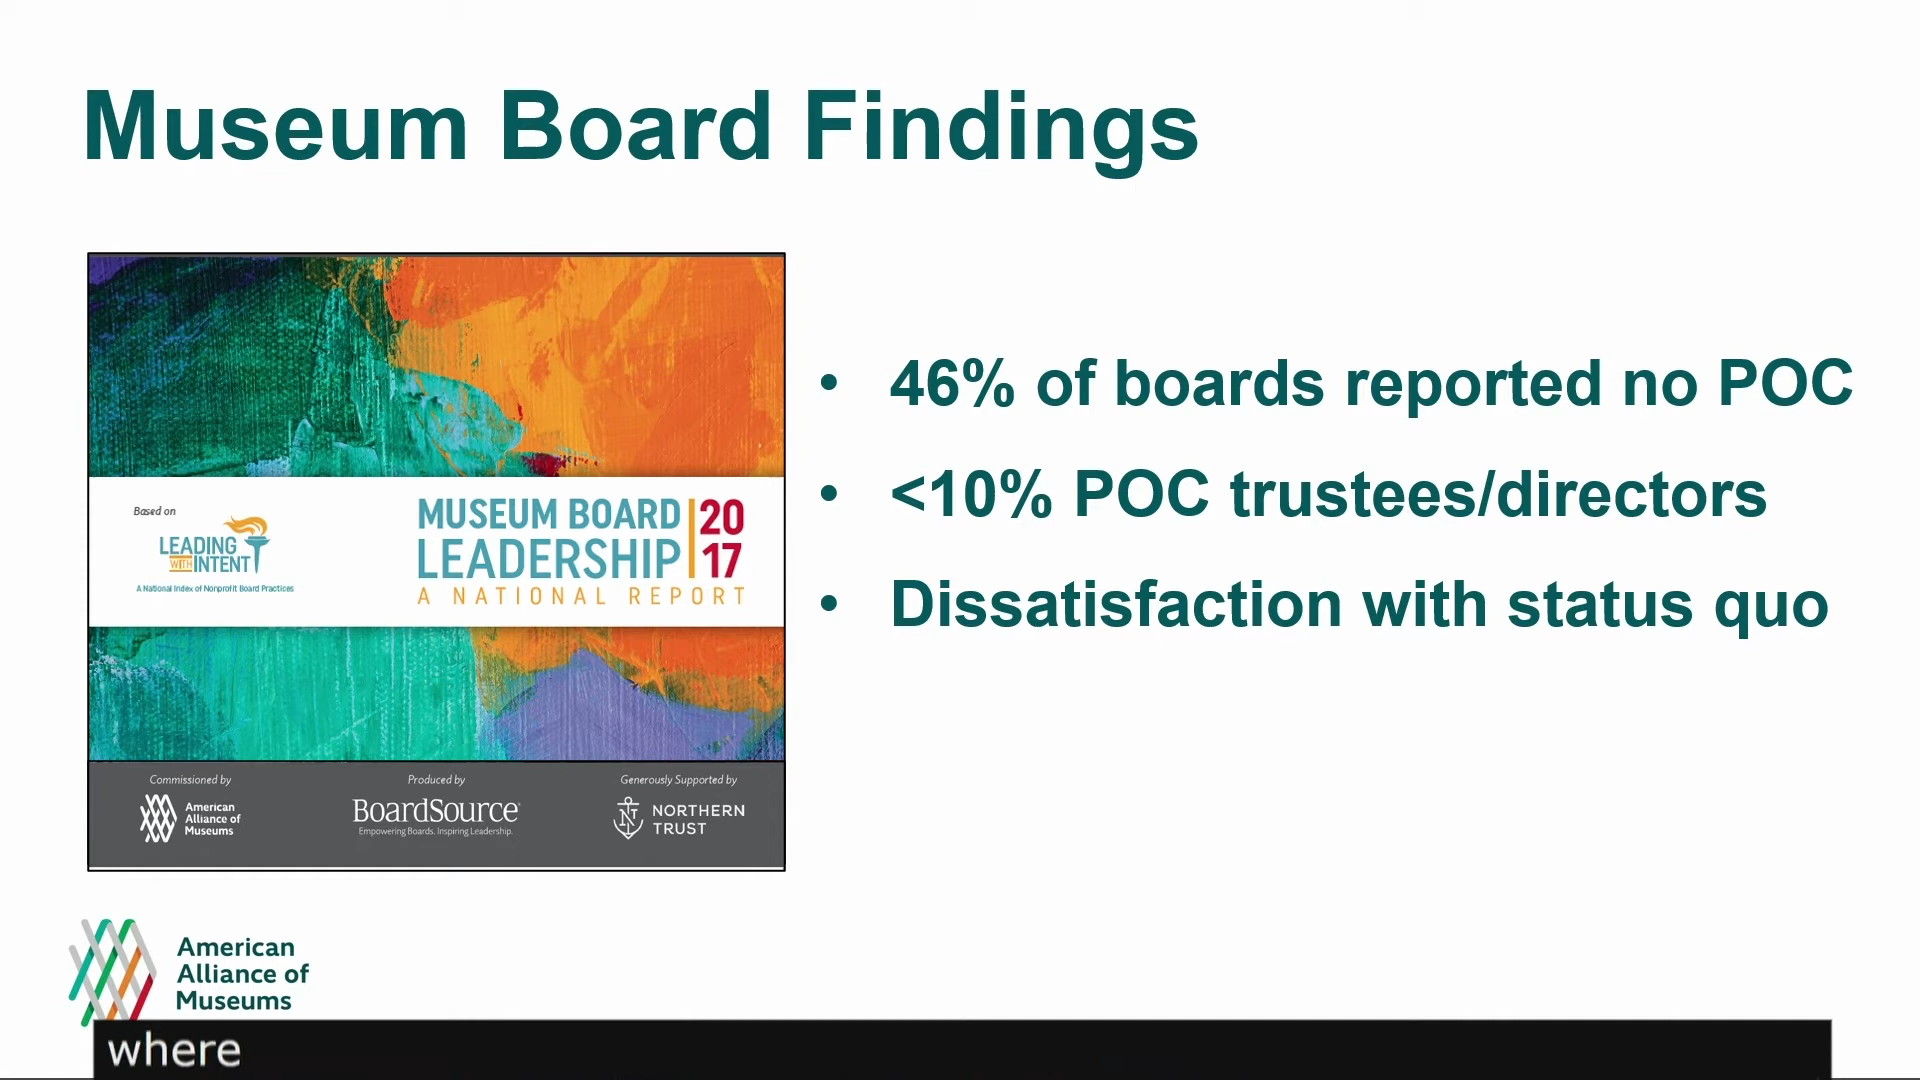 Museum Board Findings
Based on
LEADING
WITH INTENT
A National Index of Nonprofit Board Practices
MUSEUM BOARD 20
LEADERSHIP 17
A NATIONAL REPORT
Commissioned by
American
Alliance of
Museums
Produced by
BoardSource®
Empowering Boards. Inspiring Leadership.
Generously Supported by
NT
NORTHERN
TRUST
• 46% of boards reported no POC
• <10% POC trustees/directors
• Dissatisfaction with status quo
American
Alliance of
Museums
where